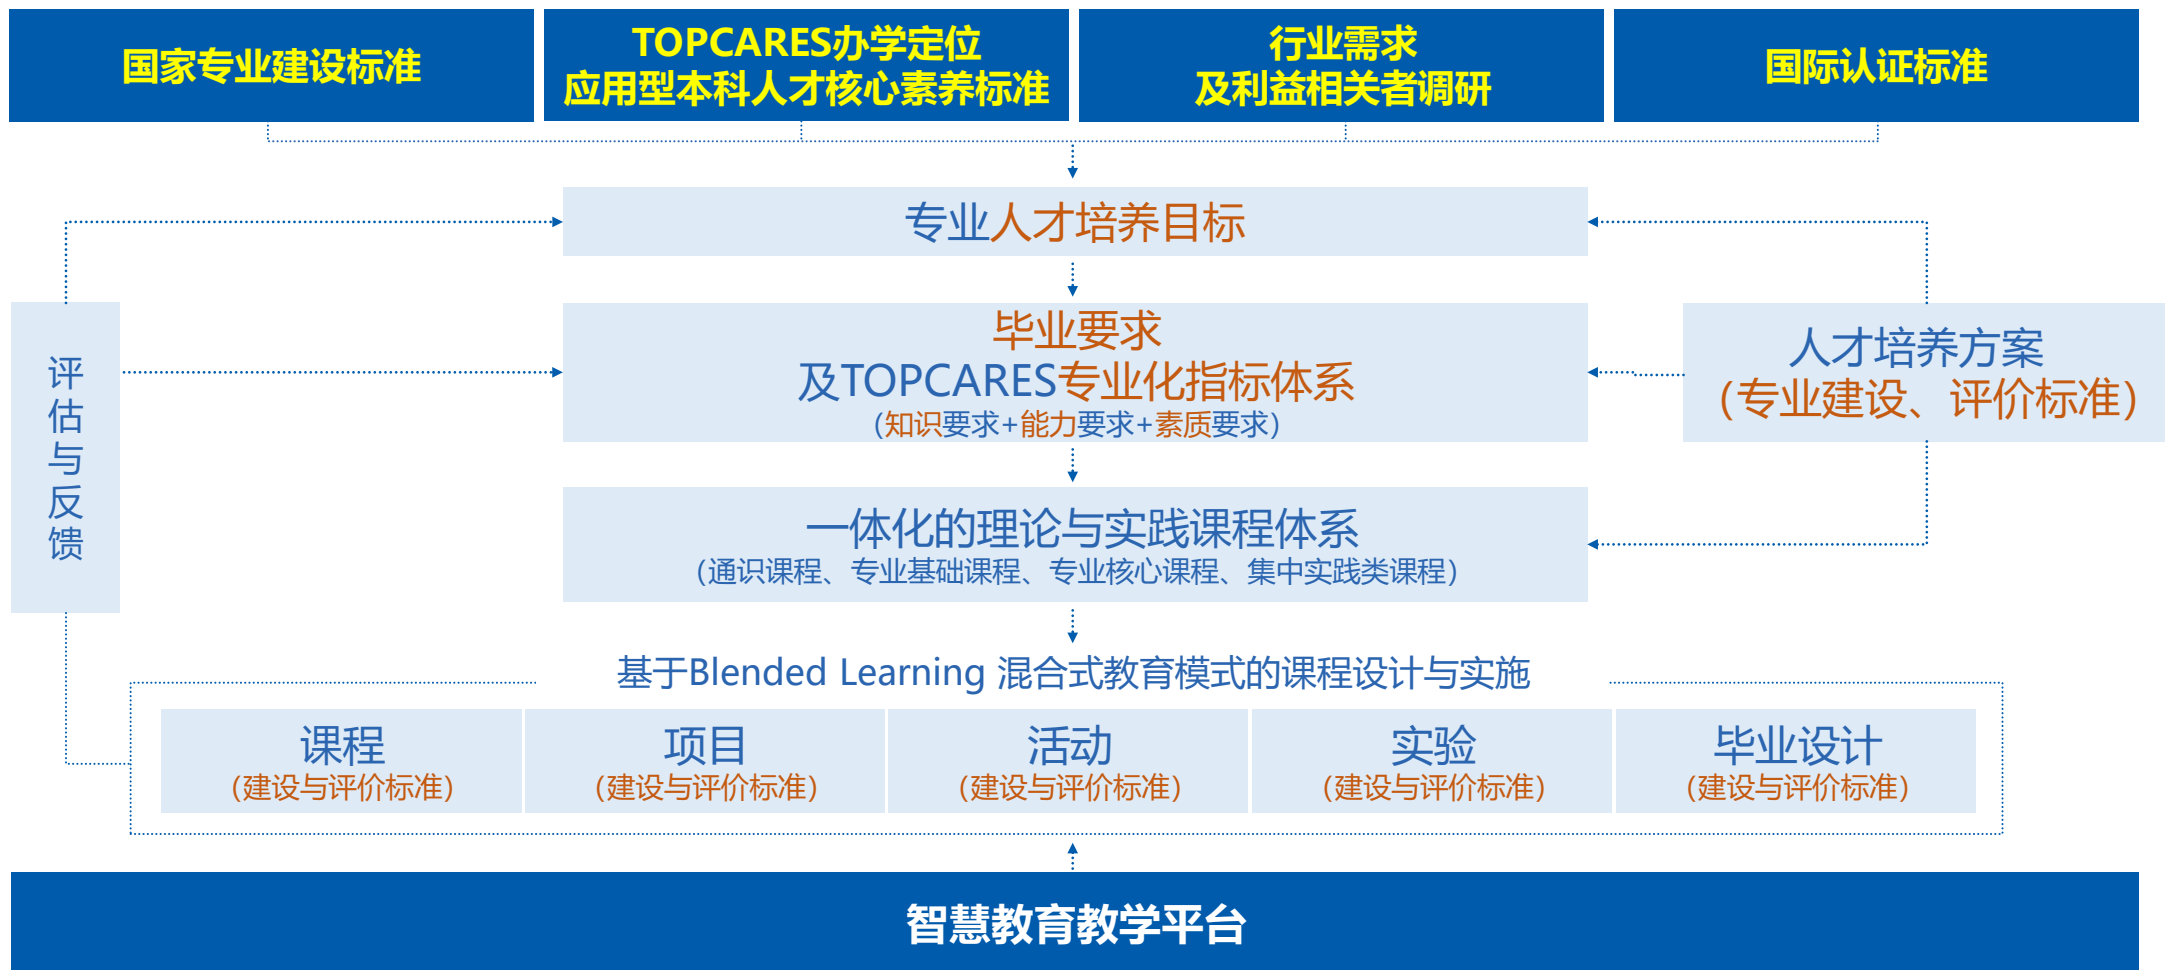 国家专业建设标准
TOPCARES办学定位
应用型本科人才核心素养标准
行业需求
及利益相关者调研
国际认证标准
专业人才培养目标
评估与反馈
毕业要求
及TOPCARES专业化指标体系
（知识要求+能力要求+素质要求）
人才培养方案
（专业建设、评价标准）
一体化的理论与实践课程体系
（通识课程、专业基础课程、专业核心课程、集中实践类课程）
基于Blended Learning 混合式教育模式的课程设计与实施
课程
（建设与评价标准）
项目
（建设与评价标准）
活动
（建设与评价标准）
实验
（建设与评价标准）
毕业设计
（建设与评价标准）
智慧教育教学平台